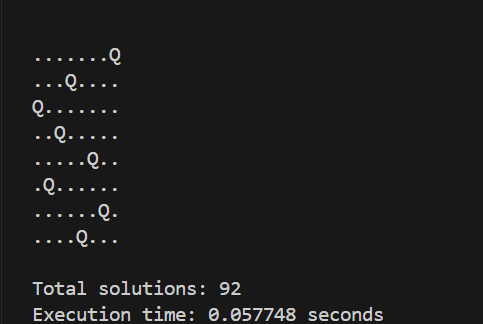 .......Q
...Q....
Q.......
..Q.....
.....Q..
.Q......
......Q.
....Q...
Total solutions: 92
Execution time: 0.057748 seconds